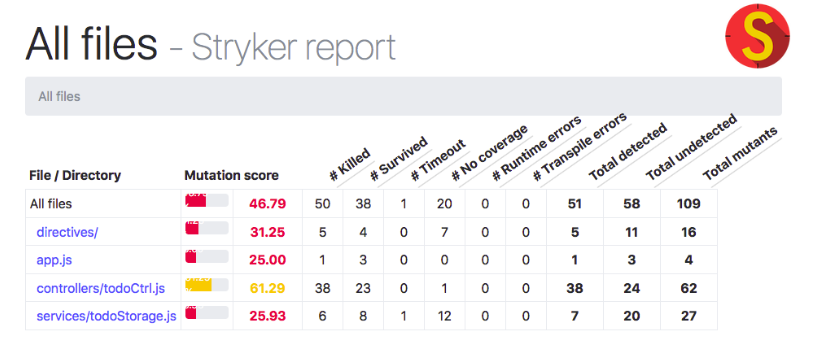 All files - Stryker report
S
All files
File / Directory Mutation score # Killed # Survived # Timeout # No coverage # Runtime errors # Transpile errors Total detected Total undetected Total mutants
All files 46.79 50 38 1 20 0 0 51 58 109
directives/ 31.25 5 4 0 7 0 0 5 11 16
app.js 25.00 1 3 0 0 0 0 1 3 4
controllers/todoCtrl.js 61.29 38 23 0 1 0 0 38 24 62
services/todoStorage.js 25.93 6 8 1 12 0 0 7 20 27